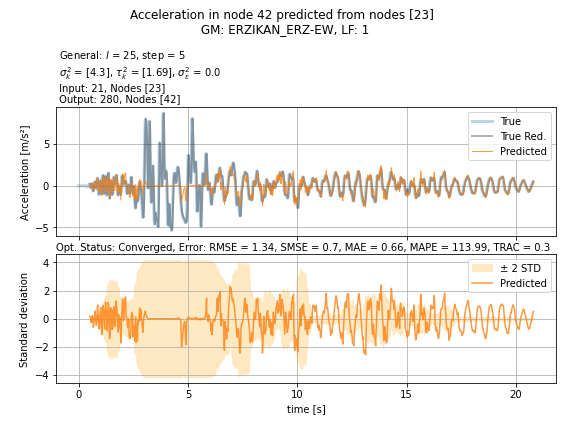 Acceleration in node 42 predicted from nodes [23]
GM: ERZIKAN_ERZ-EW, LF: 1
General: l = 25, step = 5
σ²ₖ = [4.3], τ²ₖ = [1.69], σ²ε = 0.0
Input: 21, Nodes [23]
Output: 280, Nodes [42]
Acceleration [m/s²]
5
0
−5
True
True Red.
Predicted
Opt. Status: Converged, Error: RMSE = 1.34, SMSE = 0.7, MAE = 0.66, MAPE = 113.99, TRAC = 0.3
Standard deviation
4
2
0
−2
−4
± 2 STD
Predicted
0 5 10 15 20
time [s]